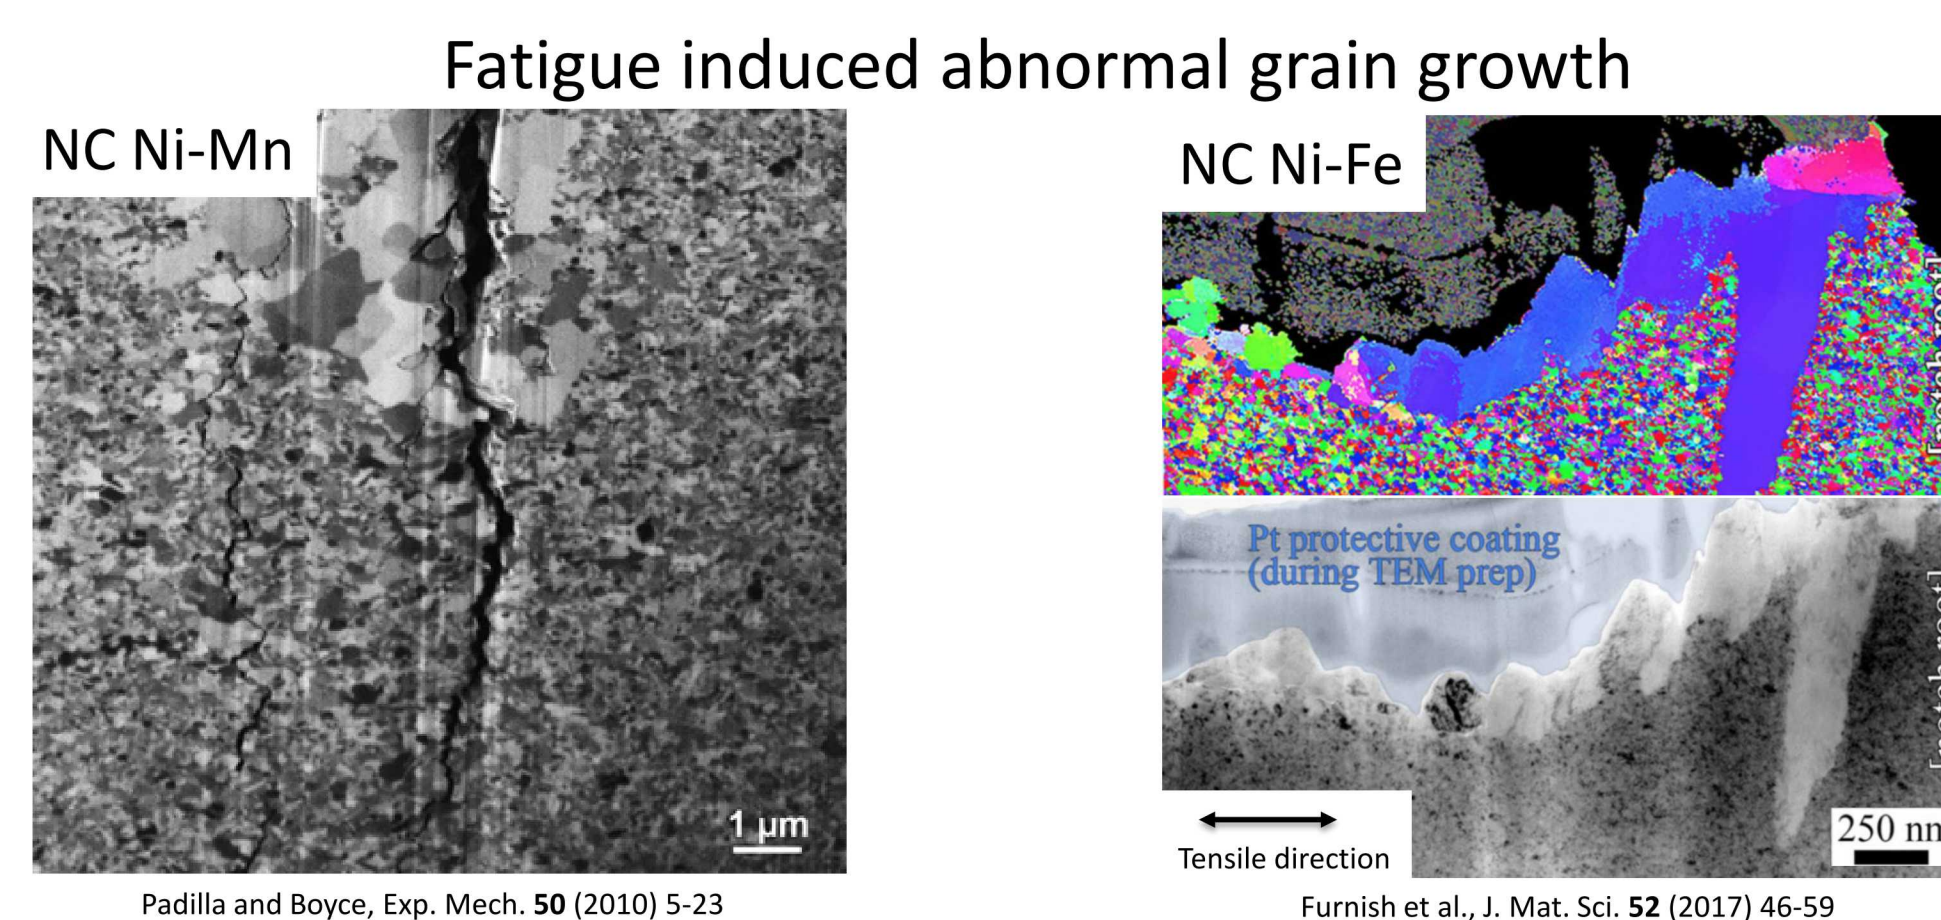 Fatigue induced abnormal grain growth
NC Ni-Mn
NC Ni-Fe
Pt protective coating
(during TEM prep)
1 μm
250 nm
Tensile direction
Padilla and Boyce, Exp. Mech. 50 (2010) 5-23
Furnish et al., J. Mat. Sci. 52 (2017) 46-59